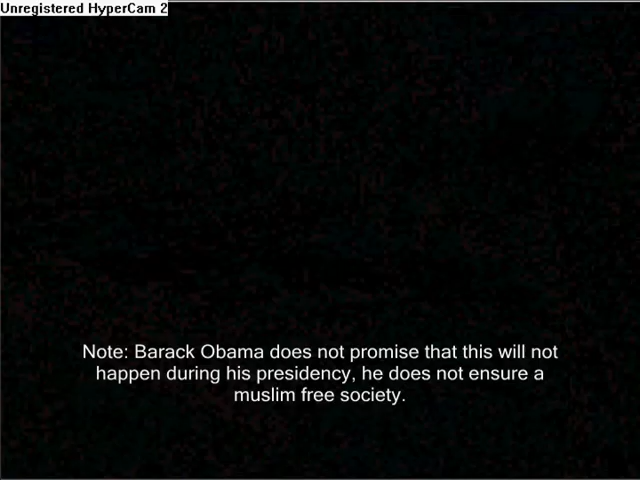 Unregistered HyperCam 2
Note: Barack Obama does not promise that this will not
happen during his presidency, he does not ensure a
muslim free society.